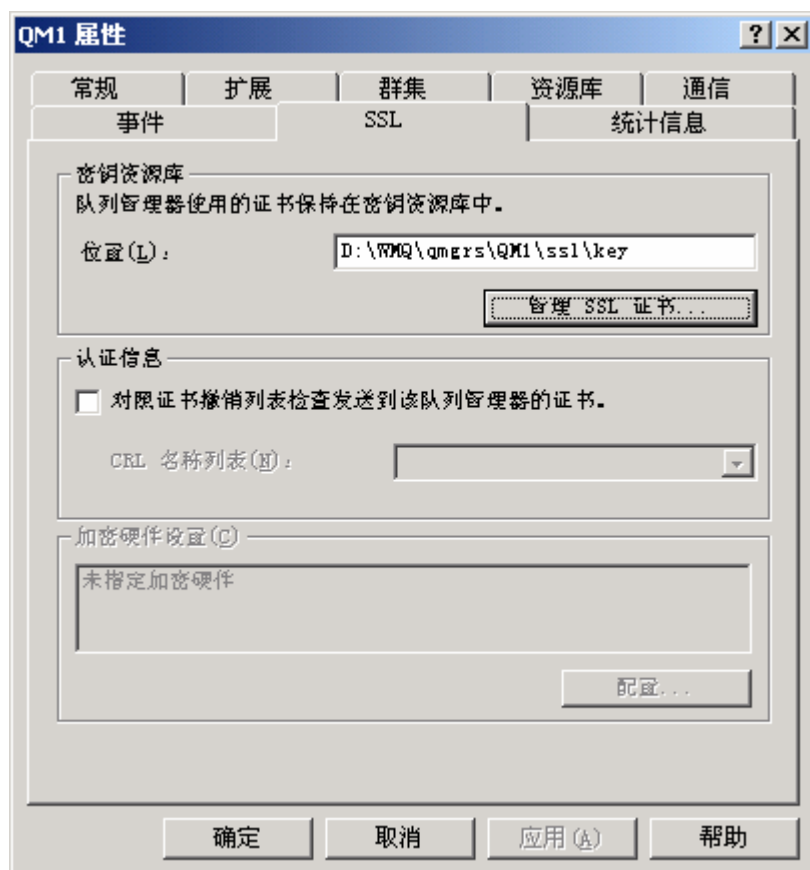 QM1 属性
常规 扩展 群集 资源库 通信
事件 SSL 统计信息
密钥资源库
队列管理器使用的证书保持在密钥资源库中。
位置(L): D:\WMQ\qmgrs\QM1\ssl\key
管理 SSL 证书...
认证信息
对照证书撤销列表检查发送到该队列管理器的证书。
CRL 名称列表(N):
加密硬件设置(C)
未指定加密硬件
配置...
确定 取消 应用(A) 帮助